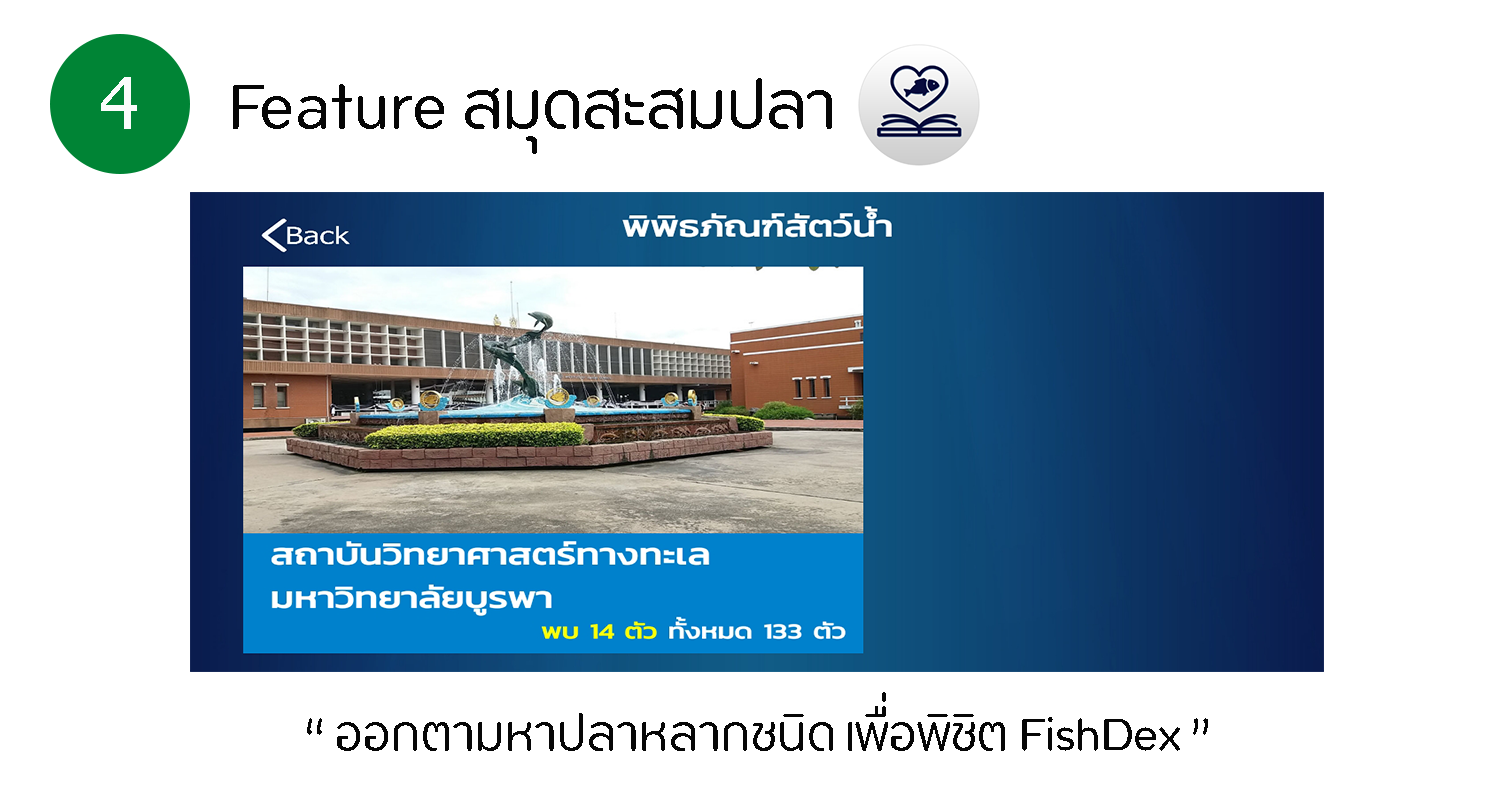 4
Feature สมุดสะสมปลา
Back
พิพิธภัณฑ์สัตว์น้ำ
สถาบันวิทยาศาสตร์ทางทะเล
มหาวิทยาลัยบูรพา
พบ 14 ตัว ทั้งหมด 133 ตัว
“ ออกตามหาปลาหลากชนิด เพื่อพิชิต FishDex ”